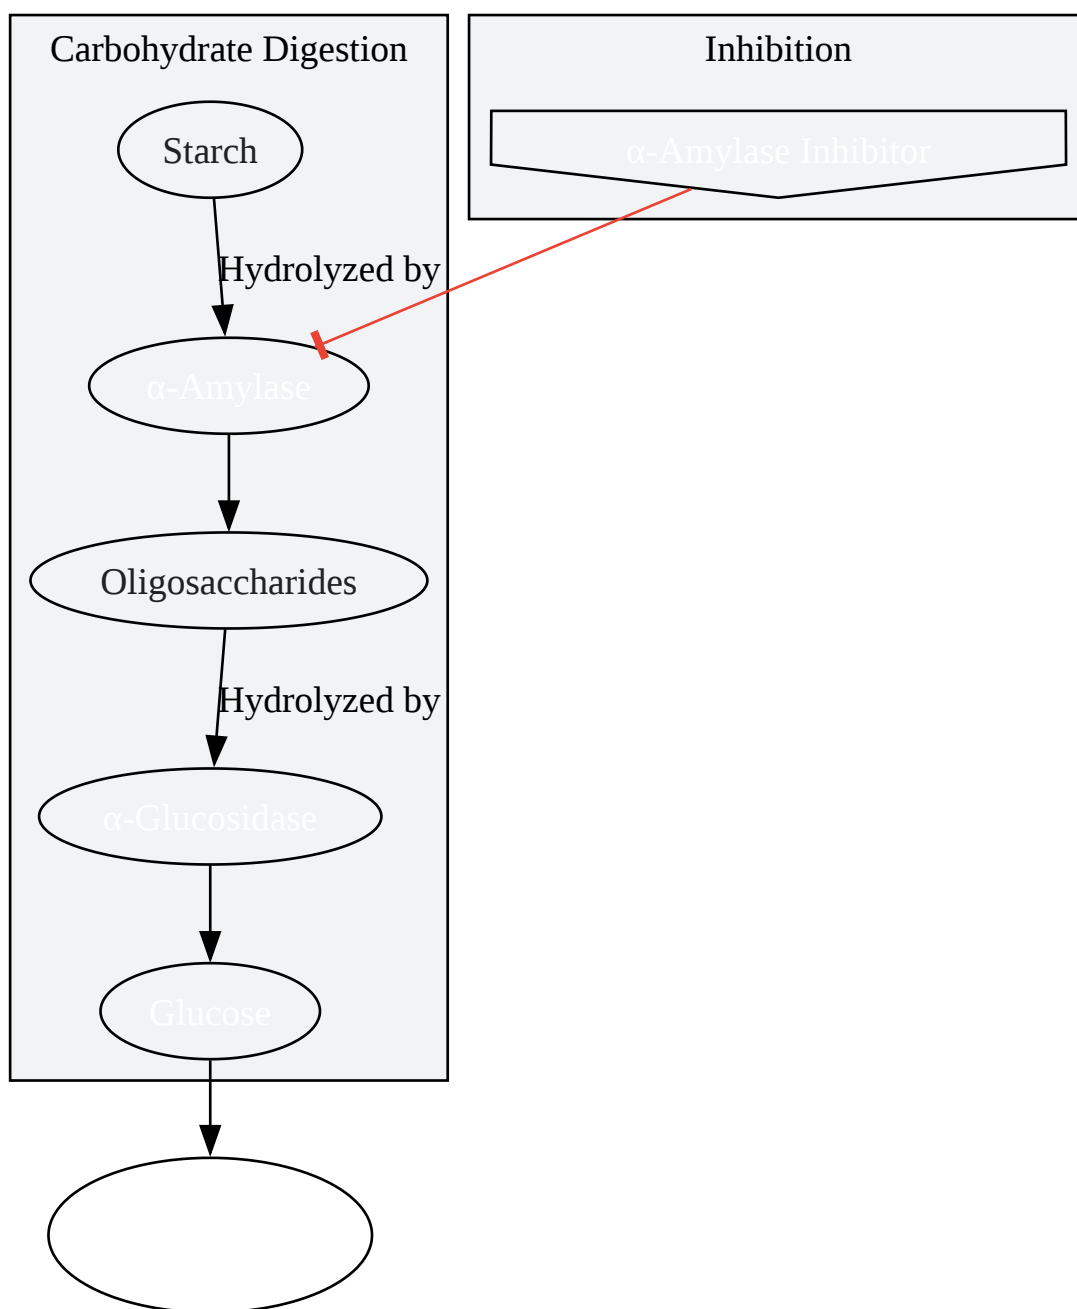 Carbohydrate Digestion
Inhibition
Starch
α-Amylase Inhibitor
Hydrolyzed by
α-Amylase
Oligosaccharides
Hydrolyzed by
α-Glucosidase
Glucose